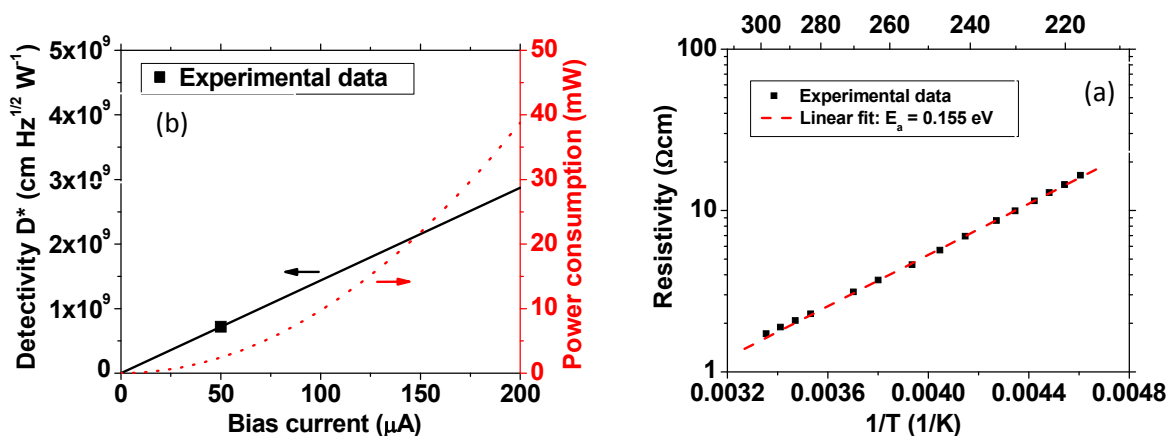 5x10⁹
4x10⁹
3x10⁹
2x10⁹
1x10⁹
0
Detectivity D* (cm Hz^1/2 W⁻¹)
■ Experimental data
(b)
50
40
30
20
10
0
Power consumption (mW)
0 50 100 150 200
Bias current (μA)
300 280 260 240 220
100
10
1
Resistivity (Ωcm)
Experimental data
Linear fit: E_a = 0.155 eV
(a)
0.0032 0.0036 0.0040 0.0044 0.0048
1/T (1/K)